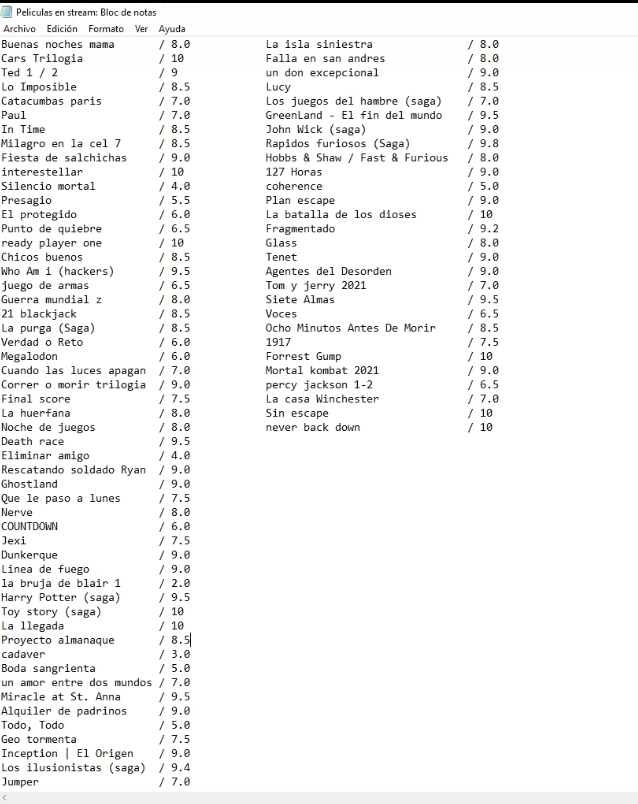 Peliculas en stream: Bloc de notas
Archivo Edición Formato Ver Ayuda
Buenas noches mama / 8.0 La isla siniestra / 8.0
Cars Trilogia / 10 Falla en san andres / 8.0
Ted 1 / 2 / 9 un don excepcional / 9.0
Lo Imposible / 8.5 Lucy / 8.5
Catacumbas paris / 7.0 Los juegos del hambre (saga) / 7.0
Paul / 7.0 GreenLand - El fin del mundo / 9.5
In Time / 8.5 John Wick (saga) / 9.0
Milagro en la cel 7 / 8.5 Rapidos furiosos (Saga) / 9.8
Fiesta de salchichas / 9.0 Hobbs & Shaw / Fast & Furious / 8.0
interestellar / 10 127 Horas / 9.0
Silencio mortal / 4.0 coherence / 5.0
Presagio / 5.5 Plan escape / 9.0
El protegido / 6.0 La batalla de los dioses / 10
Punto de quiebre / 6.5 Fragmentado / 9.2
ready player one / 10 Glass / 8.0
Chicos buenos / 8.5 Tenet / 9.0
Who Am i (hackers) / 9.5 Agentes del Desorden / 9.0
juego de armas / 6.5 Tom y jerry 2021 / 7.0
Guerra mundial z / 8.0 Siete Almas / 9.5
21 blackjack / 8.5 Voces / 6.5
La purga (Saga) / 8.5 Ocho Minutos Antes De Morir / 8.5
Verdad o Reto / 6.0 1917 / 7.5
Megalodon / 6.0 Forrest Gump / 10
Cuando las luces apagan / 7.0 Mortal kombat 2021 / 9.0
Correr o morir trilogia / 9.0 percy jackson 1-2 / 6.5
Final score / 7.5 La casa Winchester / 7.0
La huerfana / 8.0 Sin escape / 10
Noche de juegos / 8.0 never back down / 10
Death race / 9.5
Eliminar amigo / 4.0
Rescatando soldado Ryan / 9.0
Ghostland / 9.0
Que le paso a lunes / 7.5
Nerve / 8.0
COUNTDOWN / 6.0
Jexi / 7.5
Dunkerque / 9.0
Linea de fuego / 9.0
la bruja de blair 1 / 2.0
Harry Potter (saga) / 9.5
Toy story (saga) / 10
La llegada / 10
Proyecto almanaque / 8.5
cadaver / 3.0
Boda sangrienta / 5.0
un amor entre dos mundos / 7.0
Miracle at St. Anna / 9.5
Alquiler de padrinos / 9.0
Todo, Todo / 5.0
Geo tormenta / 7.5
Inception | El Origen / 9.0
Los ilusionistas (saga) / 9.4
Jumper / 7.0